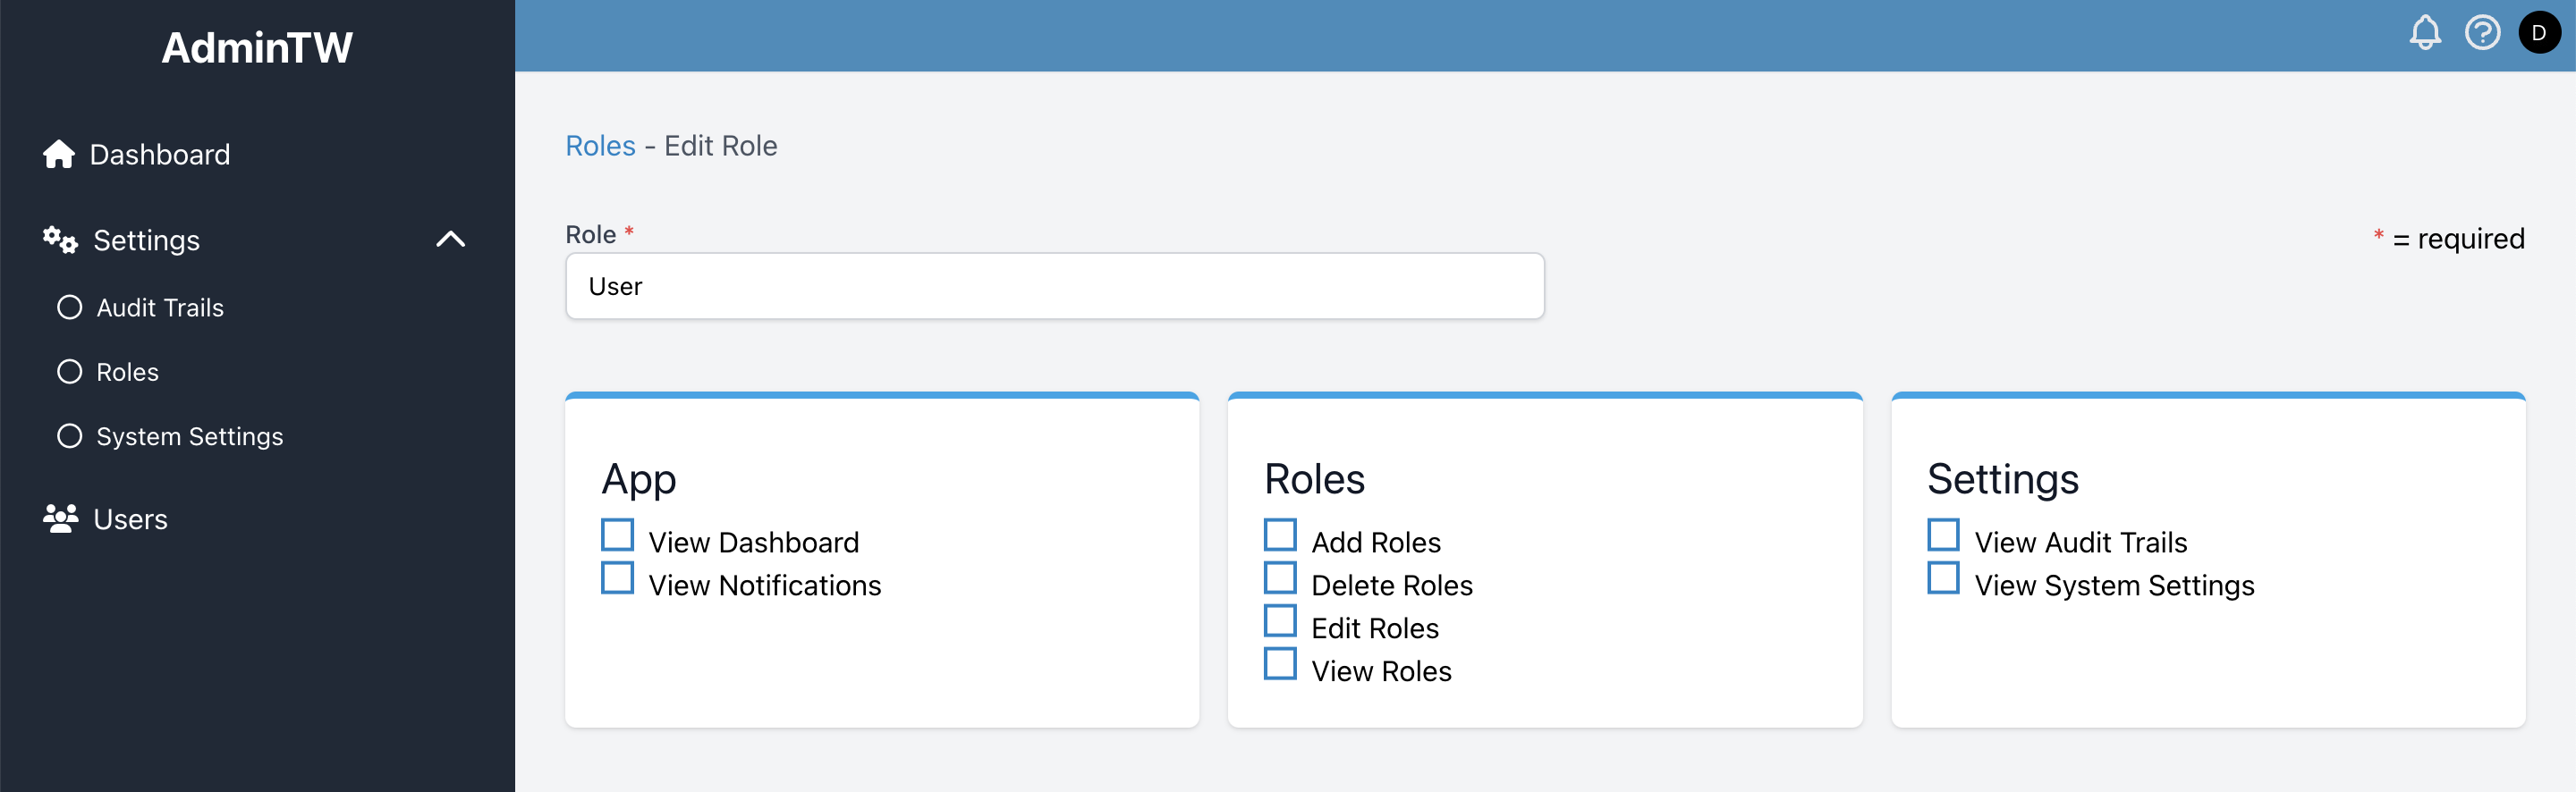 AdminTW
D
Dashboard
Settings
Audit Trails
Roles
System Settings
Users
Roles - Edit Role
Role *
* = required
User
App
View Dashboard
View Notifications
Roles
Add Roles
Delete Roles
Edit Roles
View Roles
Settings
View Audit Trails
View System Settings